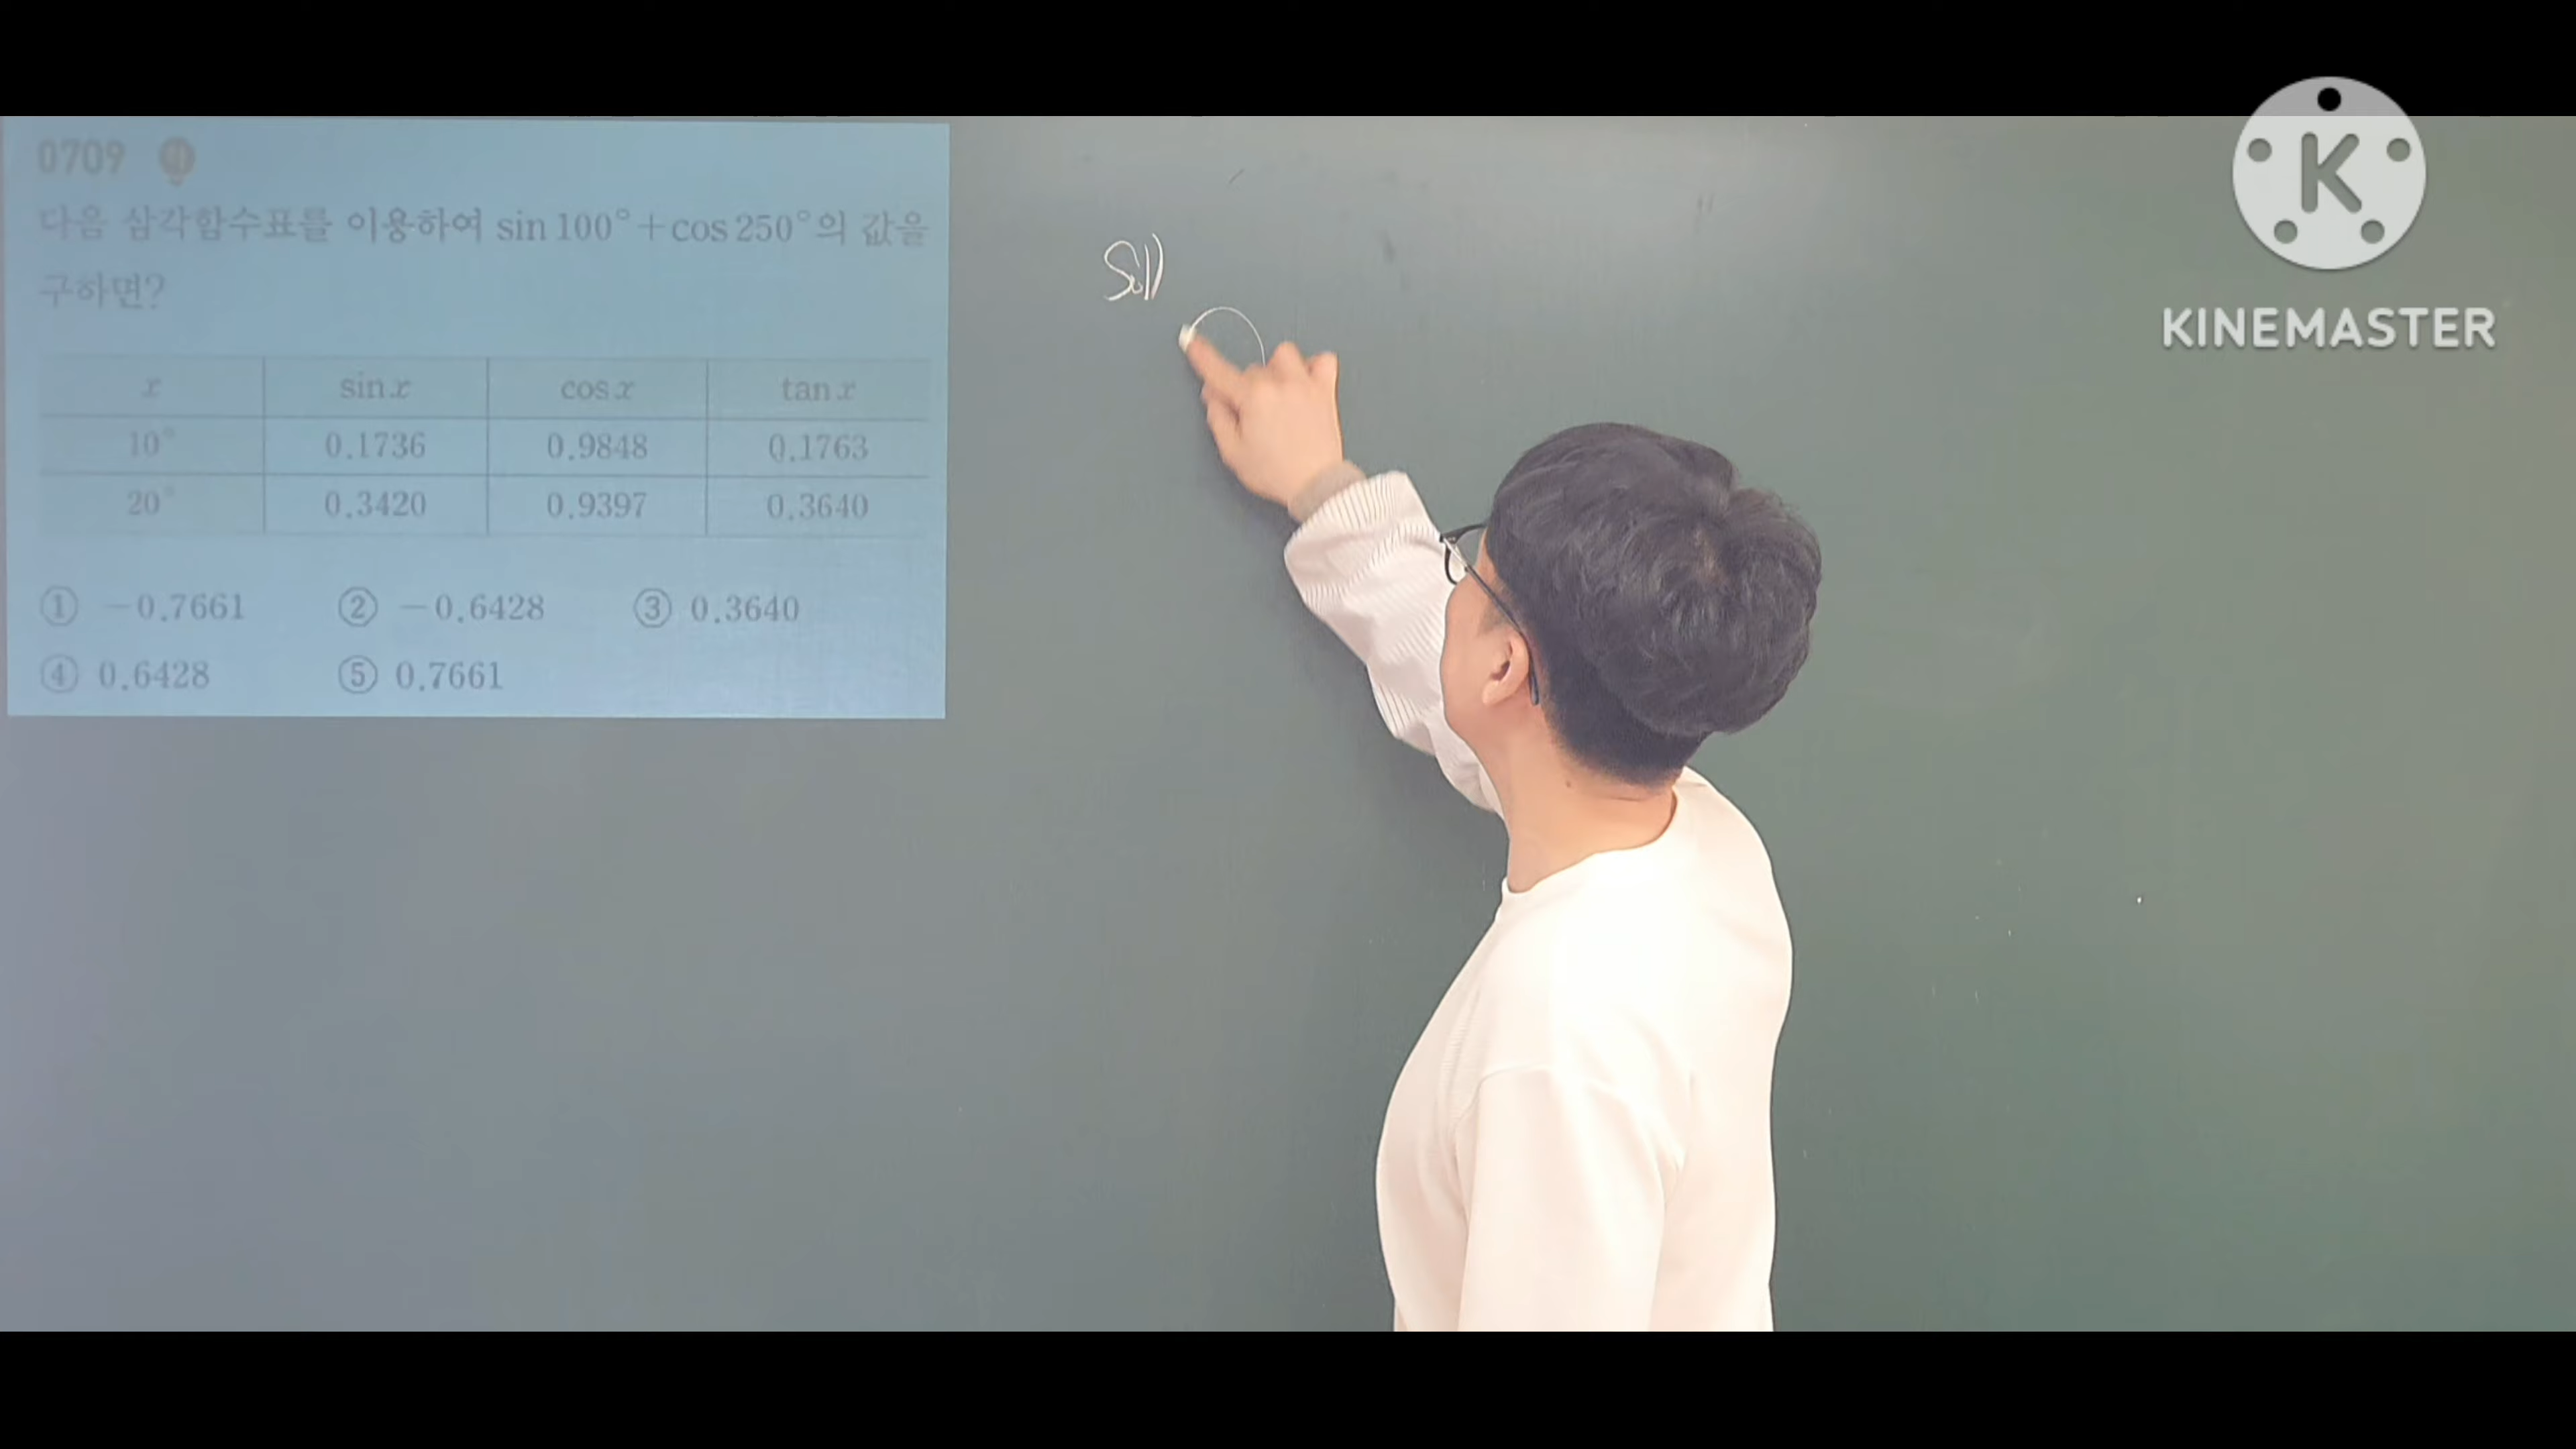 0709 하
다음 삼각함수표를 이용하여 sin 100°+cos 250°의 값을
구하면?
x sin x cos x tan x
10° 0.1736 0.9848 0.1763
20° 0.3420 0.9397 0.3640
① −0.7661 ② −0.6428 ③ 0.3640
④ 0.6428 ⑤ 0.7661
Sol)
K
KINEMASTER